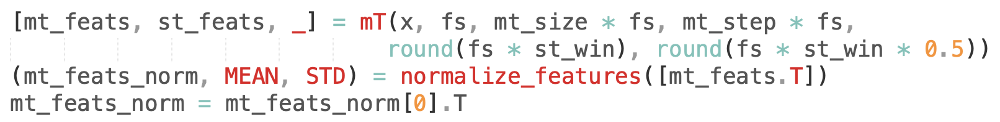 [mt_feats, st_feats, _] = mT(x, fs, mt_size * fs, mt_step * fs,
                            round(fs * st_win), round(fs * st_win * 0.5))
(mt_feats_norm, MEAN, STD) = normalize_features([mt_feats.T])
mt_feats_norm = mt_feats_norm[0].T